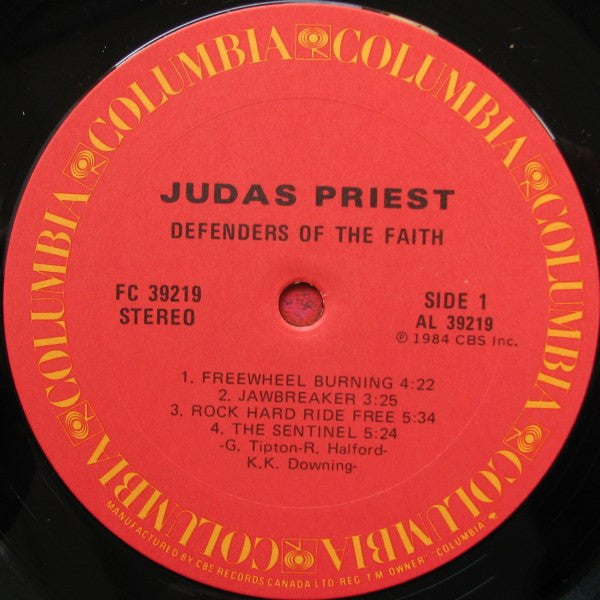 COLUMBIA COLUMBIA COLUMBIA COLUMBIA COLUMBIA COLUMBIA COLUMBIA
JUDAS PRIEST
DEFENDERS OF THE FAITH
FC 39219
STEREO
SIDE 1
AL 39219
℗ 1984 CBS Inc.
1. FREEWHEEL BURNING 4:22
2. JAWBREAKER 3:25
3. ROCK HARD RIDE FREE 5:34
4. THE SENTINEL 5:24
-G. Tipton-R. Halford-
K.K. Downing-
MANUFACTURED BY CBS RECORDS CANADA LTD REG T M OWNER "COLUMBIA"